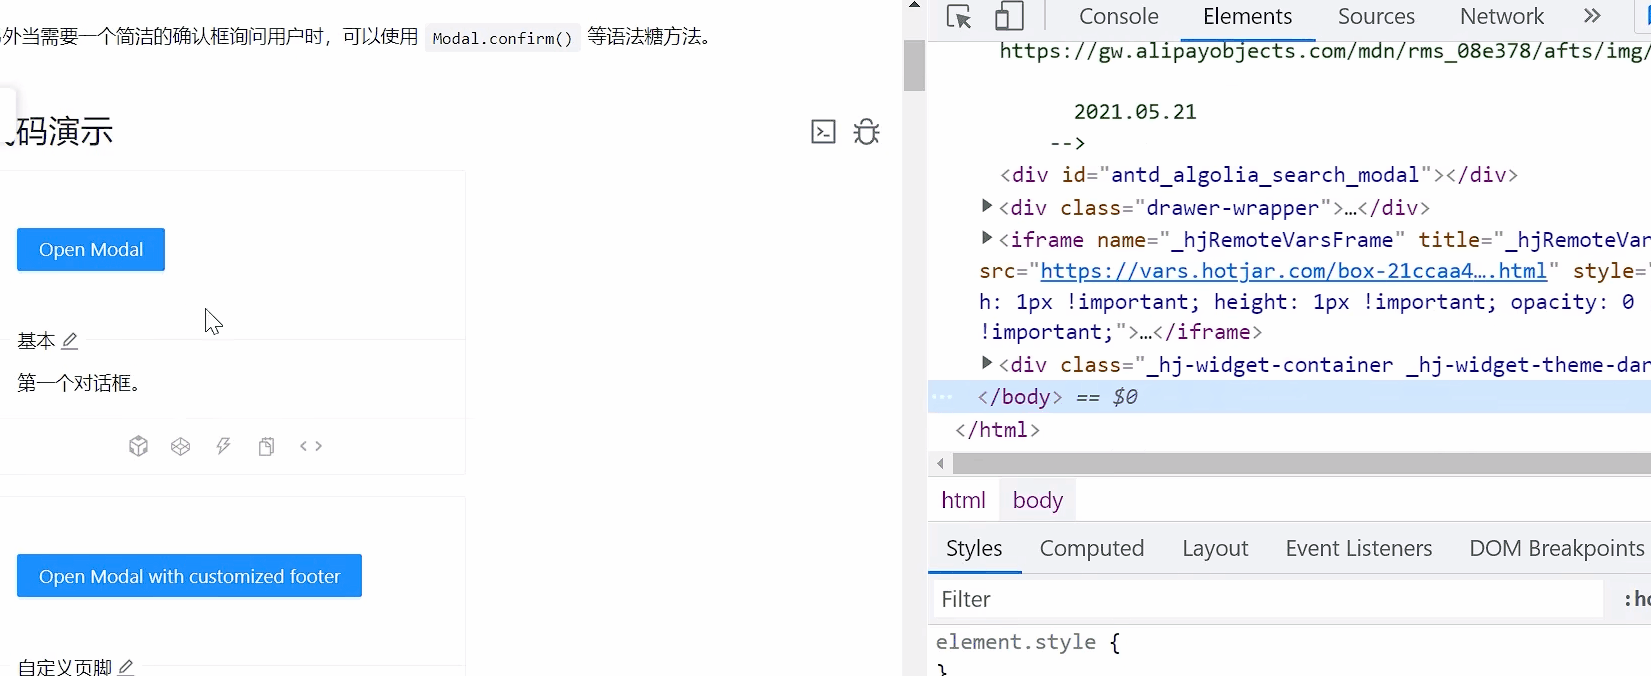 外当需要一个简洁的确认框询问用户时，可以使用 Modal.confirm() 等语法糖方法。
码演示
Open Modal
基本
第一个对话框。
Open Modal with customized footer
自定义页脚
Console Elements Sources Network
https://gw.alipayobjects.com/mdn/rms_08e378/afts/img/
2021.05.21
-->
<div id="antd_algolia_search_modal"></div>
<div class="drawer-wrapper">…</div>
<iframe name="_hjRemoteVarsFrame" title="_hjRemoteVar
src="https://vars.hotjar.com/box-21ccaa4….html" style="
h: 1px !important; height: 1px !important; opacity: 0
!important;">…</iframe>
<div class="_hj-widget-container _hj-widget-theme-dar
</body> == $0
</html>
html body
Styles Computed Layout Event Listeners DOM Breakpoints
Filter :ho
element.style {
}